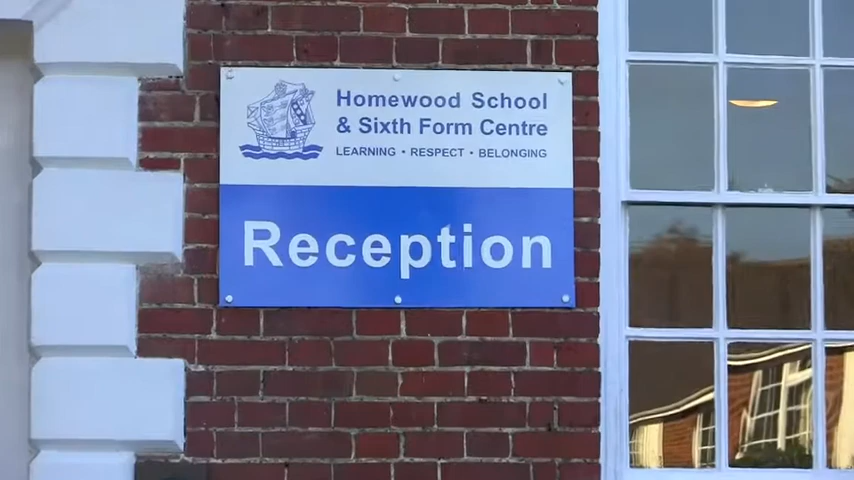 Homewood School
& Sixth Form Centre
LEARNING • RESPECT • BELONGING
Reception